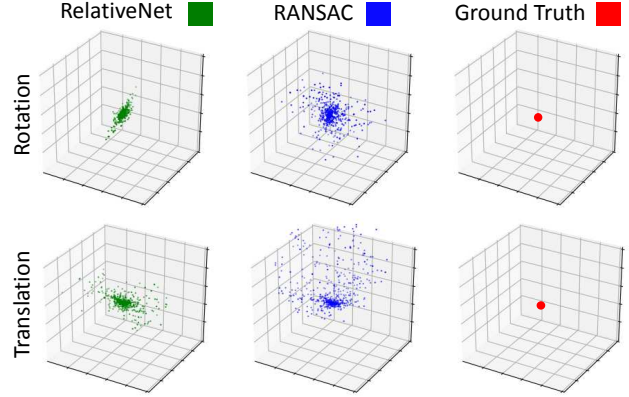 RelativeNet
RANSAC
Ground Truth
Rotation
Translation